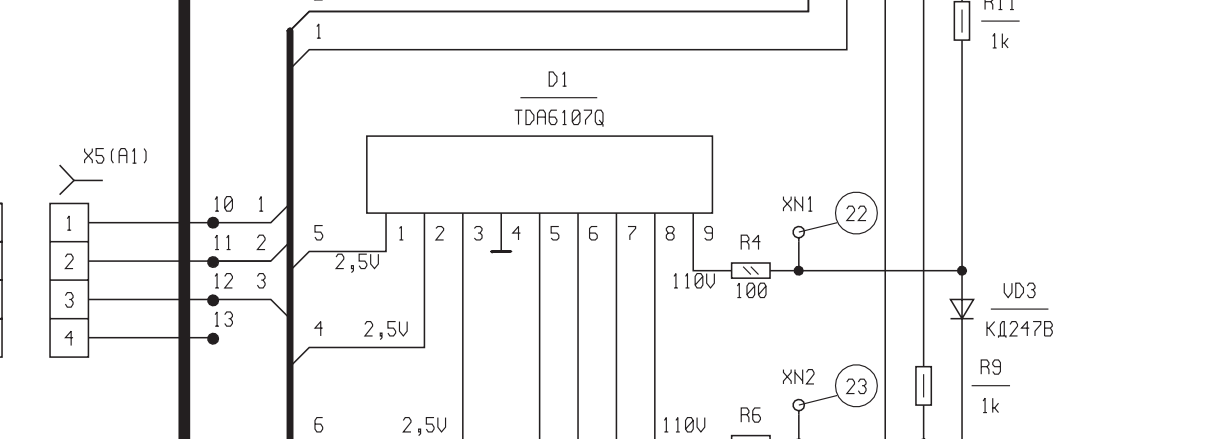 1
R11
1k
D1
TDA6107Q
X5(A1)
1
2
3
4
10 1
11 2
12 3
13
5
2,5V
4
2,5V
6
2,5V
1 2 3 4 5 6 7 8 9
110V
R4
100
XN1
22
VD3
КД247В
XN2
23
R9
1k
R6
110V